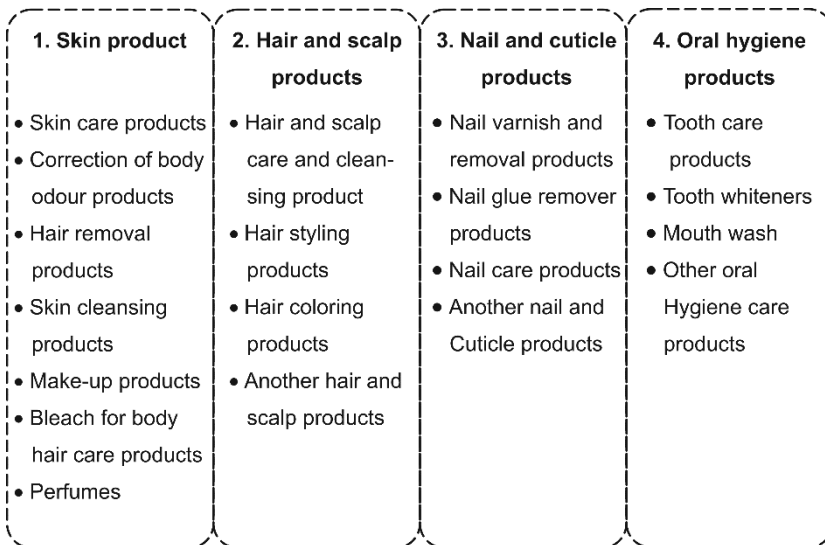 1. Skin product
• Skin care products
• Correction of body
odour products
• Hair removal
products
• Skin cleansing
products
• Make-up products
• Bleach for body
hair care products
• Perfumes
2. Hair and scalp
products
• Hair and scalp
care and clean-
sing product
• Hair styling
products
• Hair coloring
products
• Another hair and
scalp products
3. Nail and cuticle
products
• Nail varnish and
removal products
• Nail glue remover
products
• Nail care products
• Another nail and
Cuticle products
4. Oral hygiene
products
• Tooth care
products
• Tooth whiteners
• Mouth wash
• Other oral
Hygiene care
products